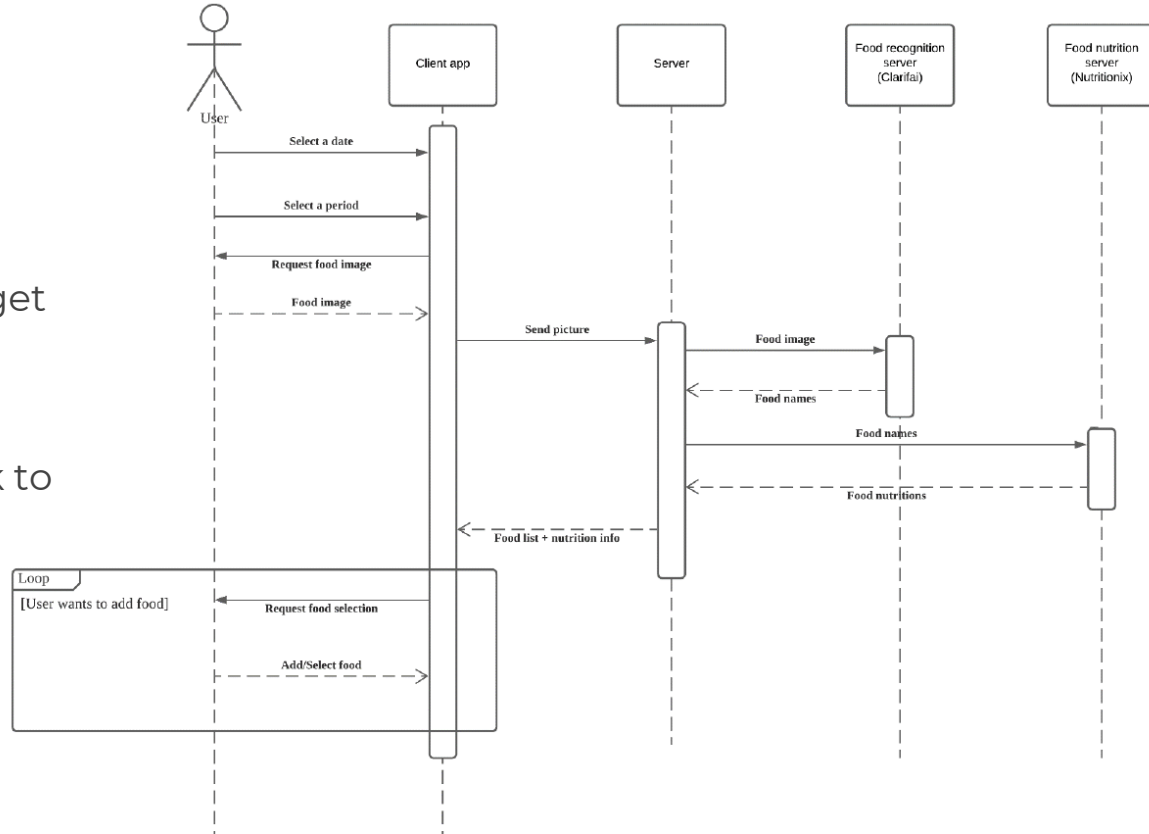 User
Client app
Server
Food recognition
server
(Clarifai)
Food nutrition
server
(Nutritionix)
Select a date
Select a period
Request food image
get
Food image
Send picture
Food image
Food names
Food names
k to
Food nutritions
Food list + nutrition info
Loop
[User wants to add food]
Request food selection
Add/Select food